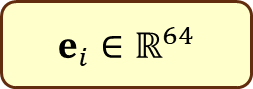 𝐞ᵢ ∈ ℝ⁶⁴